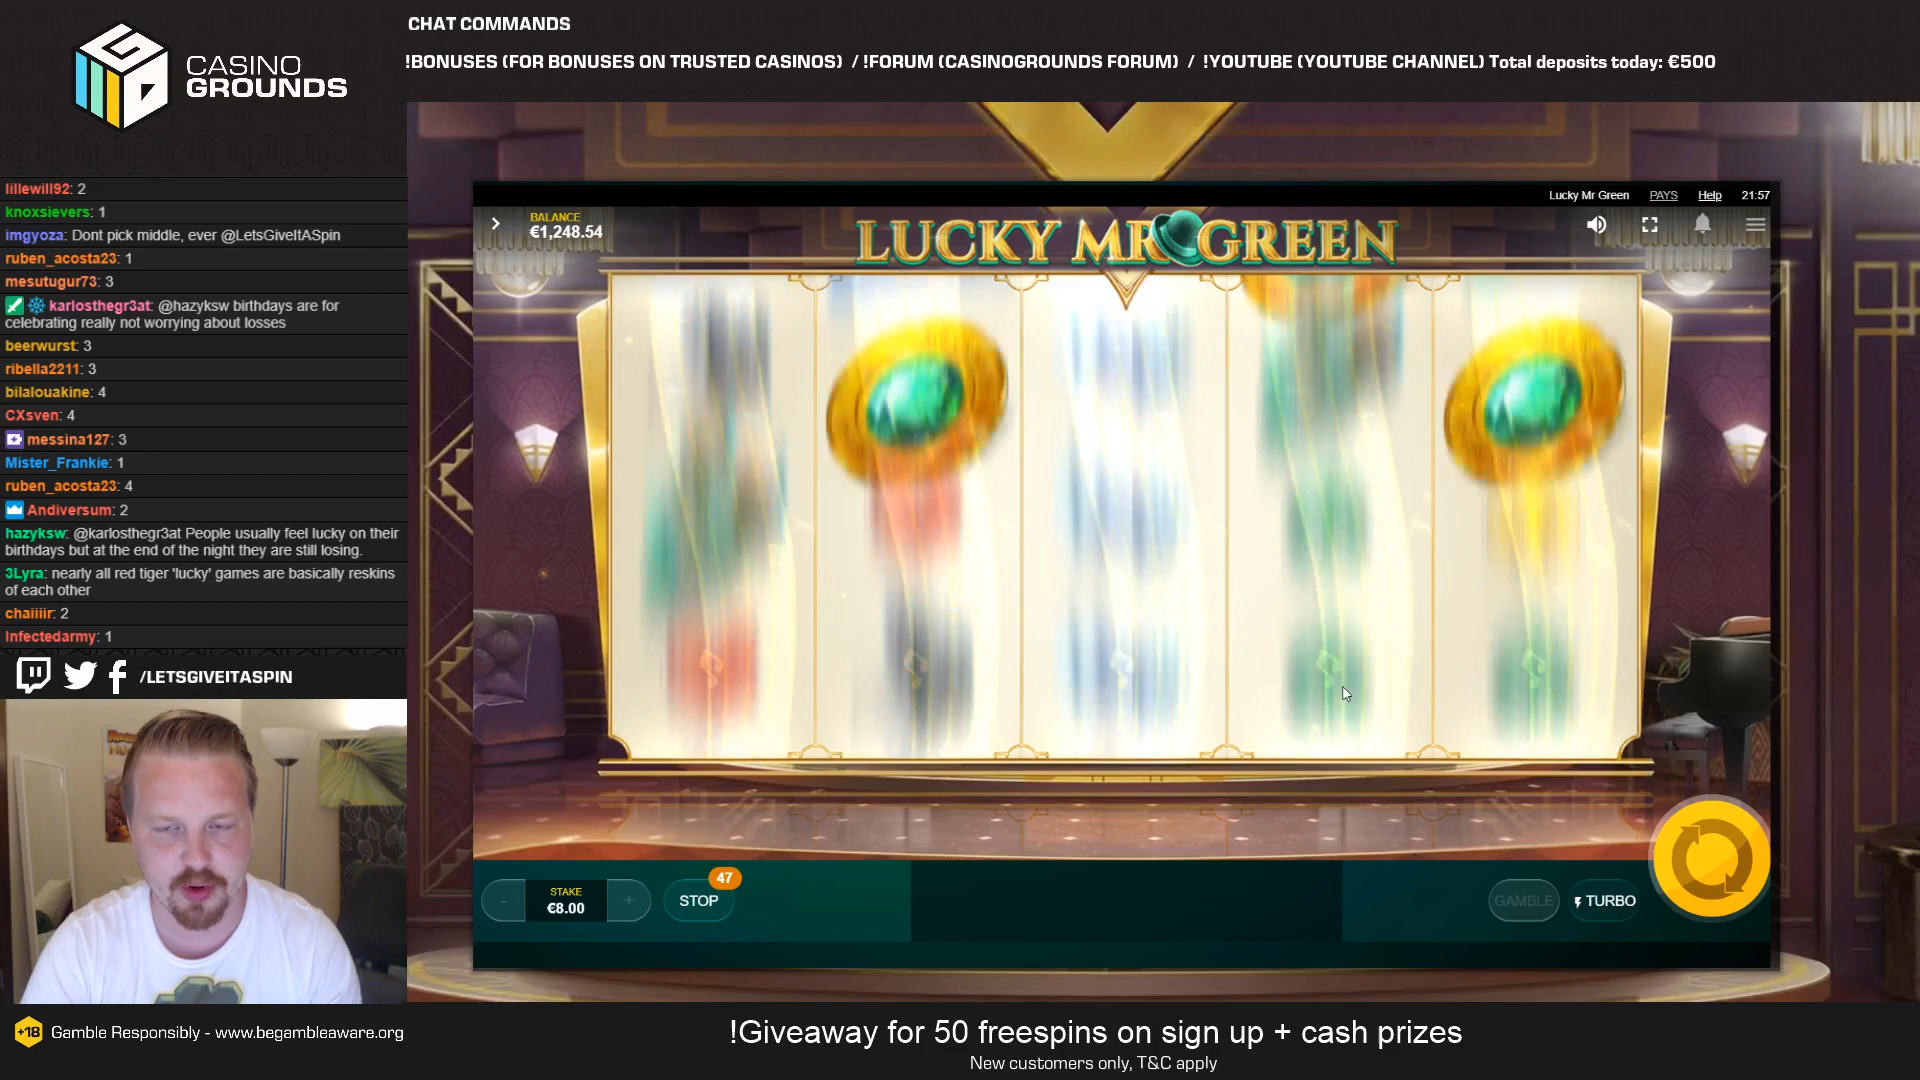 CASINO
GROUNDS
CHAT COMMANDS
!BONUSES (FOR BONUSES ON TRUSTED CASINOS) / !FORUM (CASINOGROUNDS FORUM) / !YOUTUBE (YOUTUBE CHANNEL) Total deposits today: €500
lillewill92: 2
knoxsievers: 1
imgyoza: Dont pick middle, ever @LetsGiveItASpin
ruben_acosta23: 1
mesutugur73: 3
karlosthegr3at: @hazyksw birthdays are for
celebrating really not worrying about losses
beerwurst: 3
ribella2211: 3
bilalouakine: 4
CXsven: 4
messina127: 3
Mister_Frankie: 1
ruben_acosta23: 4
Andiversum: 2
hazyksw: @karlosthegr3at People usually feel lucky on their
birthdays but at the end of the night they are still losing.
3Lyra: nearly all red tiger 'lucky' games are basically reskins
of each other
chaiiiir: 2
Infectedarmy: 1
/LETSGIVEITASPIN
Lucky Mr Green PAYS Help 21:57
BALANCE
€1,248.54
LUCKY MR GREEN
47
- STAKE +
€8.00
STOP
GAMBLE
TURBO
+18 Gamble Responsibly - www.begambleaware.org
!Giveaway for 50 freespins on sign up + cash prizes
New customers only, T&C apply